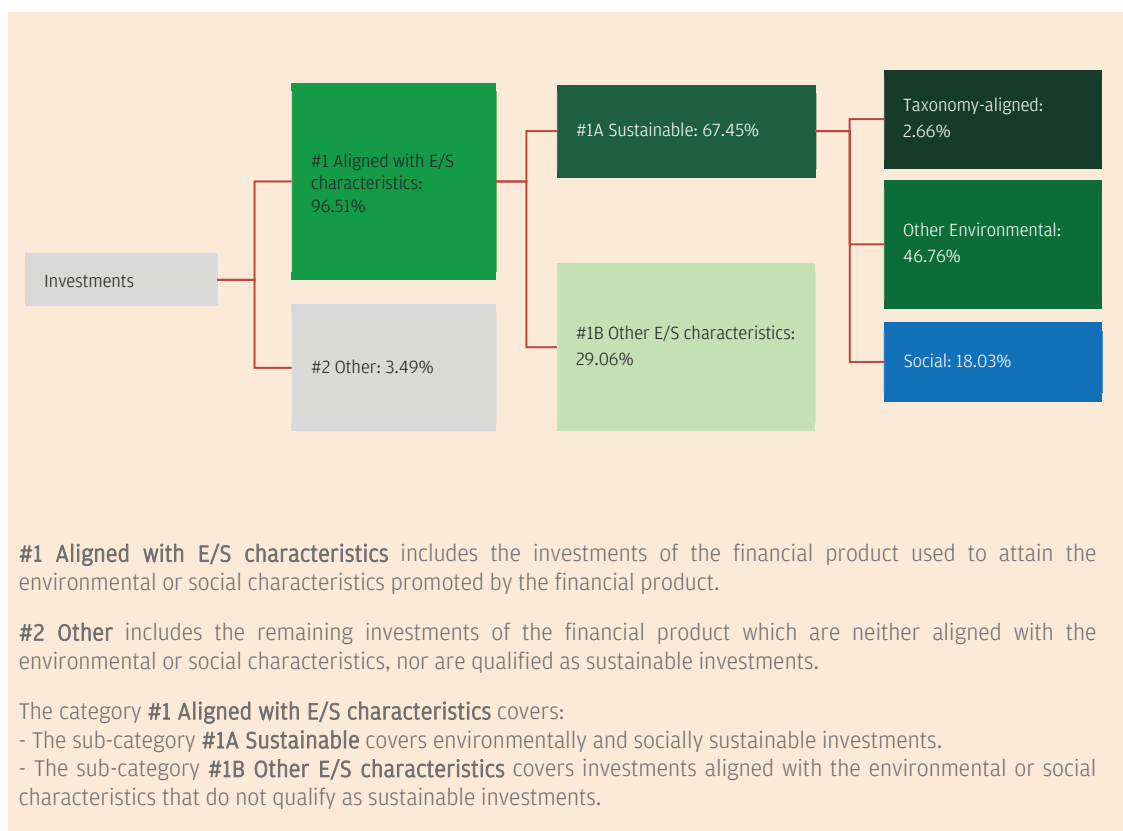 Investments
#1 Aligned with E/S
characteristics:
96.51%
#2 Other: 3.49%
#1A Sustainable: 67.45%
#1B Other E/S characteristics:
29.06%
Taxonomy-aligned:
2.66%
Other Environmental:
46.76%
Social: 18.03%
#1 Aligned with E/S characteristics includes the investments of the financial product used to attain the
environmental or social characteristics promoted by the financial product.
#2 Other includes the remaining investments of the financial product which are neither aligned with the
environmental or social characteristics, nor are qualified as sustainable investments.
The category #1 Aligned with E/S characteristics covers:
- The sub-category #1A Sustainable covers environmentally and socially sustainable investments.
- The sub-category #1B Other E/S characteristics covers investments aligned with the environmental or social
characteristics that do not qualify as sustainable investments.